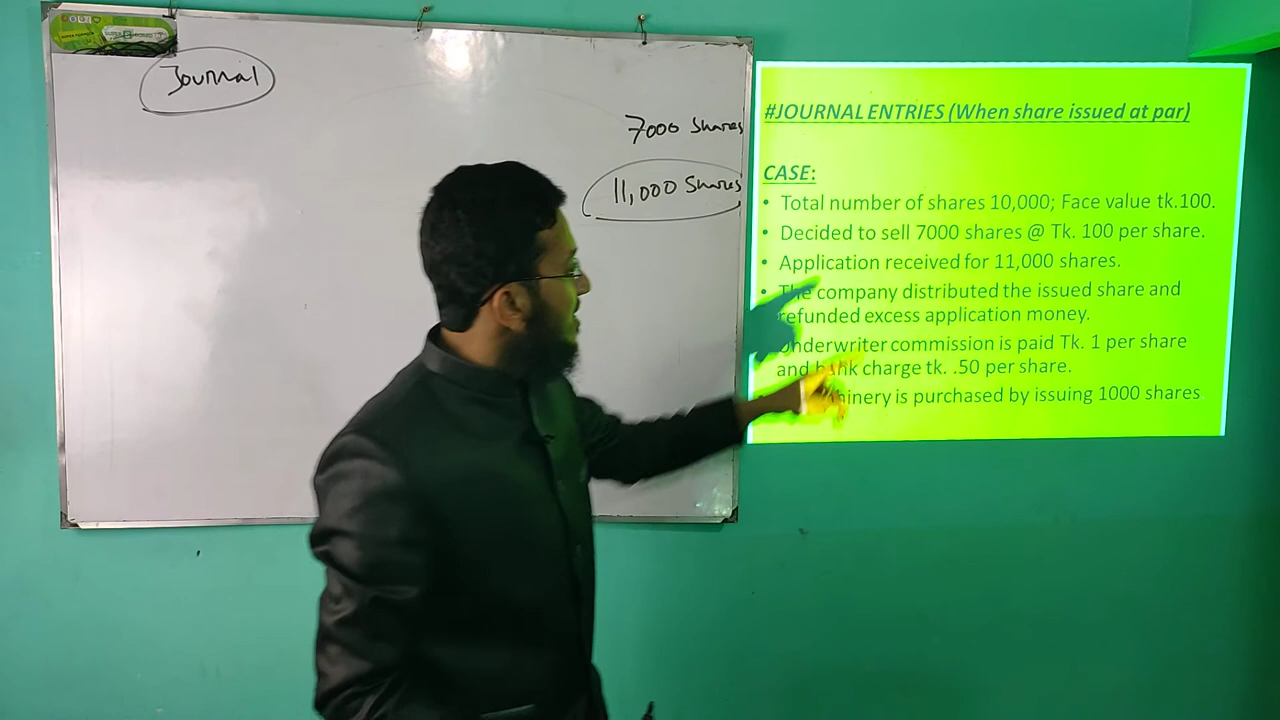 Journal
7000 Shares
11,000 Shares
#JOURNAL ENTRIES (When share issued at par)
CASE:
• Total number of shares 10,000; Face value tk.100.
• Decided to sell 7000 shares @ Tk. 100 per share.
• Application received for 11,000 shares.
• The company distributed the issued share and
refunded excess application money.
Underwriter commission is paid Tk. 1 per share
and bank charge tk. .50 per share.
is purchased by issuing 1000 shares